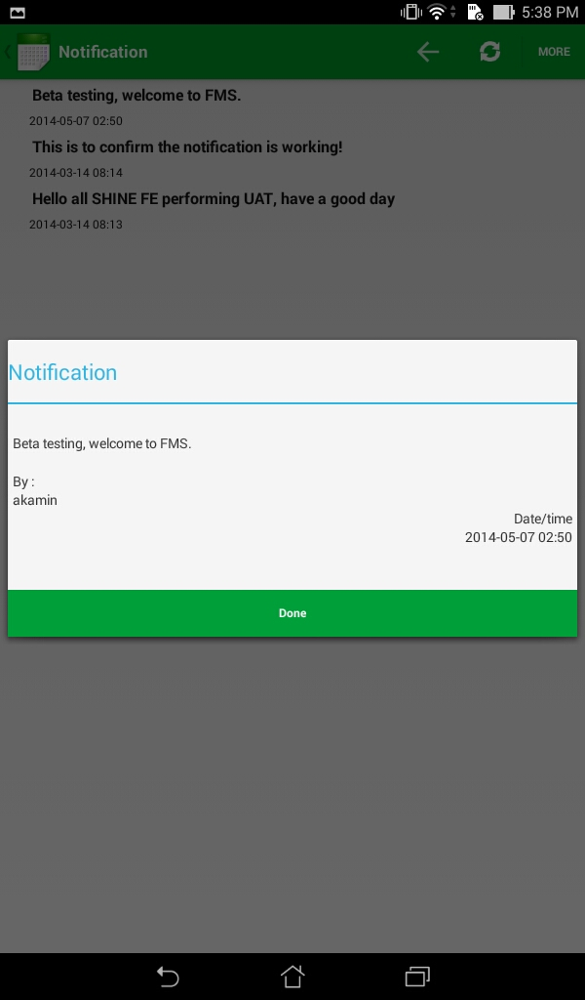 5:38 PM
Notification
MORE
Beta testing, welcome to FMS.
2014-05-07 02:50
This is to confirm the notification is working!
2014-03-14 08:14
Hello all SHINE FE performing UAT, have a good day
2014-03-14 08:13
Notification
Beta testing, welcome to FMS.
By :
akamin
Date/time
2014-05-07 02:50
Done